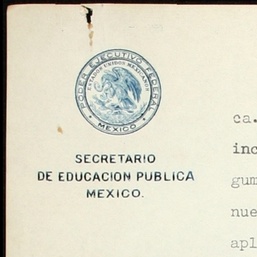 PODER EJECUTIVO FEDERAL
ESTADOS UNIDOS MEXICANOS
MEXICO
SECRETARIO
DE EDUCACION PUBLICA
MEXICO.
ca.
inc
gum
nue
apl